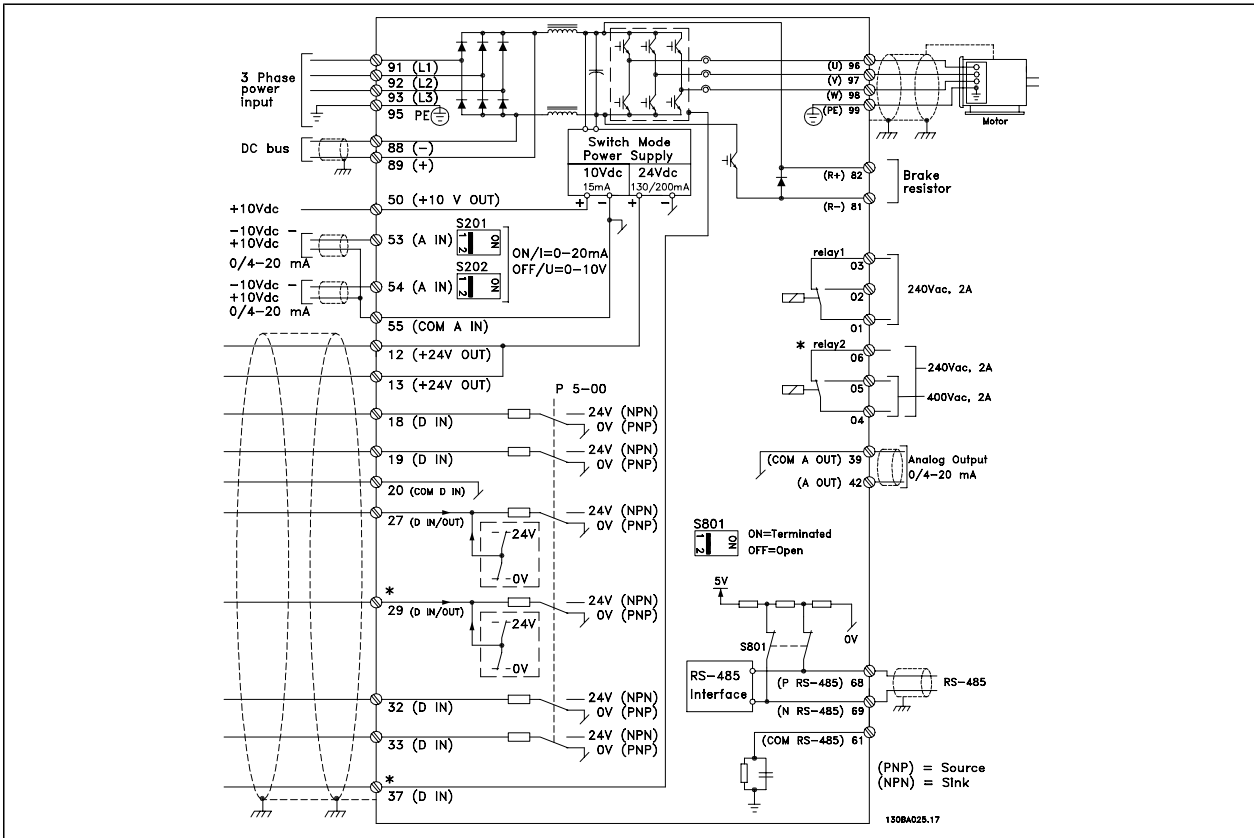 3 Phase
power
input
91 (L1)
92 (L2)
93 (L3)
95 PE
DC bus
88 (-)
89 (+)
Switch Mode
Power Supply
10Vdc
15mA
24Vdc
130/200mA
+ - + -
+10Vdc
50 (+10 V OUT)
-10Vdc -
+10Vdc
0/4-20 mA
53 (A IN)
S201
ON
1 2
ON/I=0-20mA
OFF/U=0-10V
-10Vdc -
+10Vdc
0/4-20 mA
54 (A IN)
S202
ON
1 2
55 (COM A IN)
12 (+24V OUT)
13 (+24V OUT)
P 5-00
18 (D IN)
24V (NPN)
0V (PNP)
19 (D IN)
24V (NPN)
0V (PNP)
20 (COM D IN)
27 (D IN/OUT)
24V (NPN)
0V (PNP)
24V
0V
*
29 (D IN/OUT)
24V (NPN)
0V (PNP)
24V
0V
32 (D IN)
24V (NPN)
0V (PNP)
33 (D IN)
24V (NPN)
0V (PNP)
*
37 (D IN)
(U) 96
(V) 97
(W) 98
(PE) 99
Motor
(R+) 82
(R-) 81
Brake
resistor
relay1
03
02
01
240Vac, 2A
* relay2
06
05
04
240Vac, 2A
400Vac, 2A
(COM A OUT) 39
(A OUT) 42
Analog Output
0/4-20 mA
S801
ON
1 2
ON=Terminated
OFF=Open
5V
0V
S801
RS-485
Interface
(P RS-485) 68
(N RS-485) 69
RS-485
(COM RS-485) 61
(PNP) = Source
(NPN) = Sink
130BA025.17